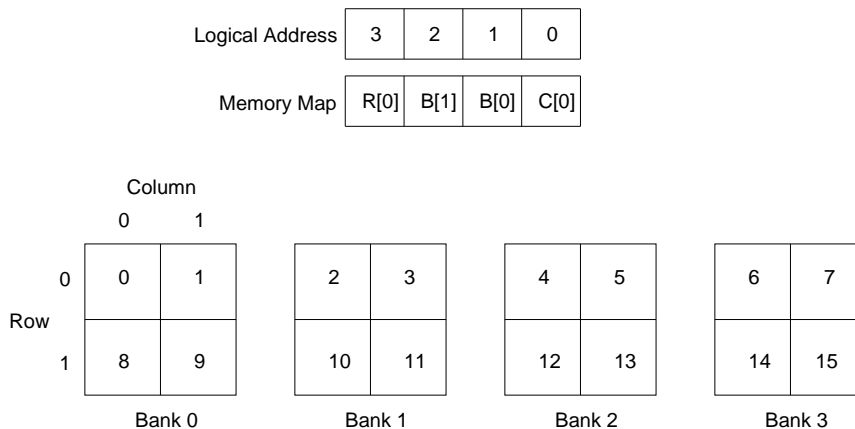 Logical Address 3 2 1 0
Memory Map R[0] B[1] B[0] C[0]
Column
0 1
0 0 1 2 3 4 5 6 7
Row
1 8 9 10 11 12 13 14 15
Bank 0 Bank 1 Bank 2 Bank 3